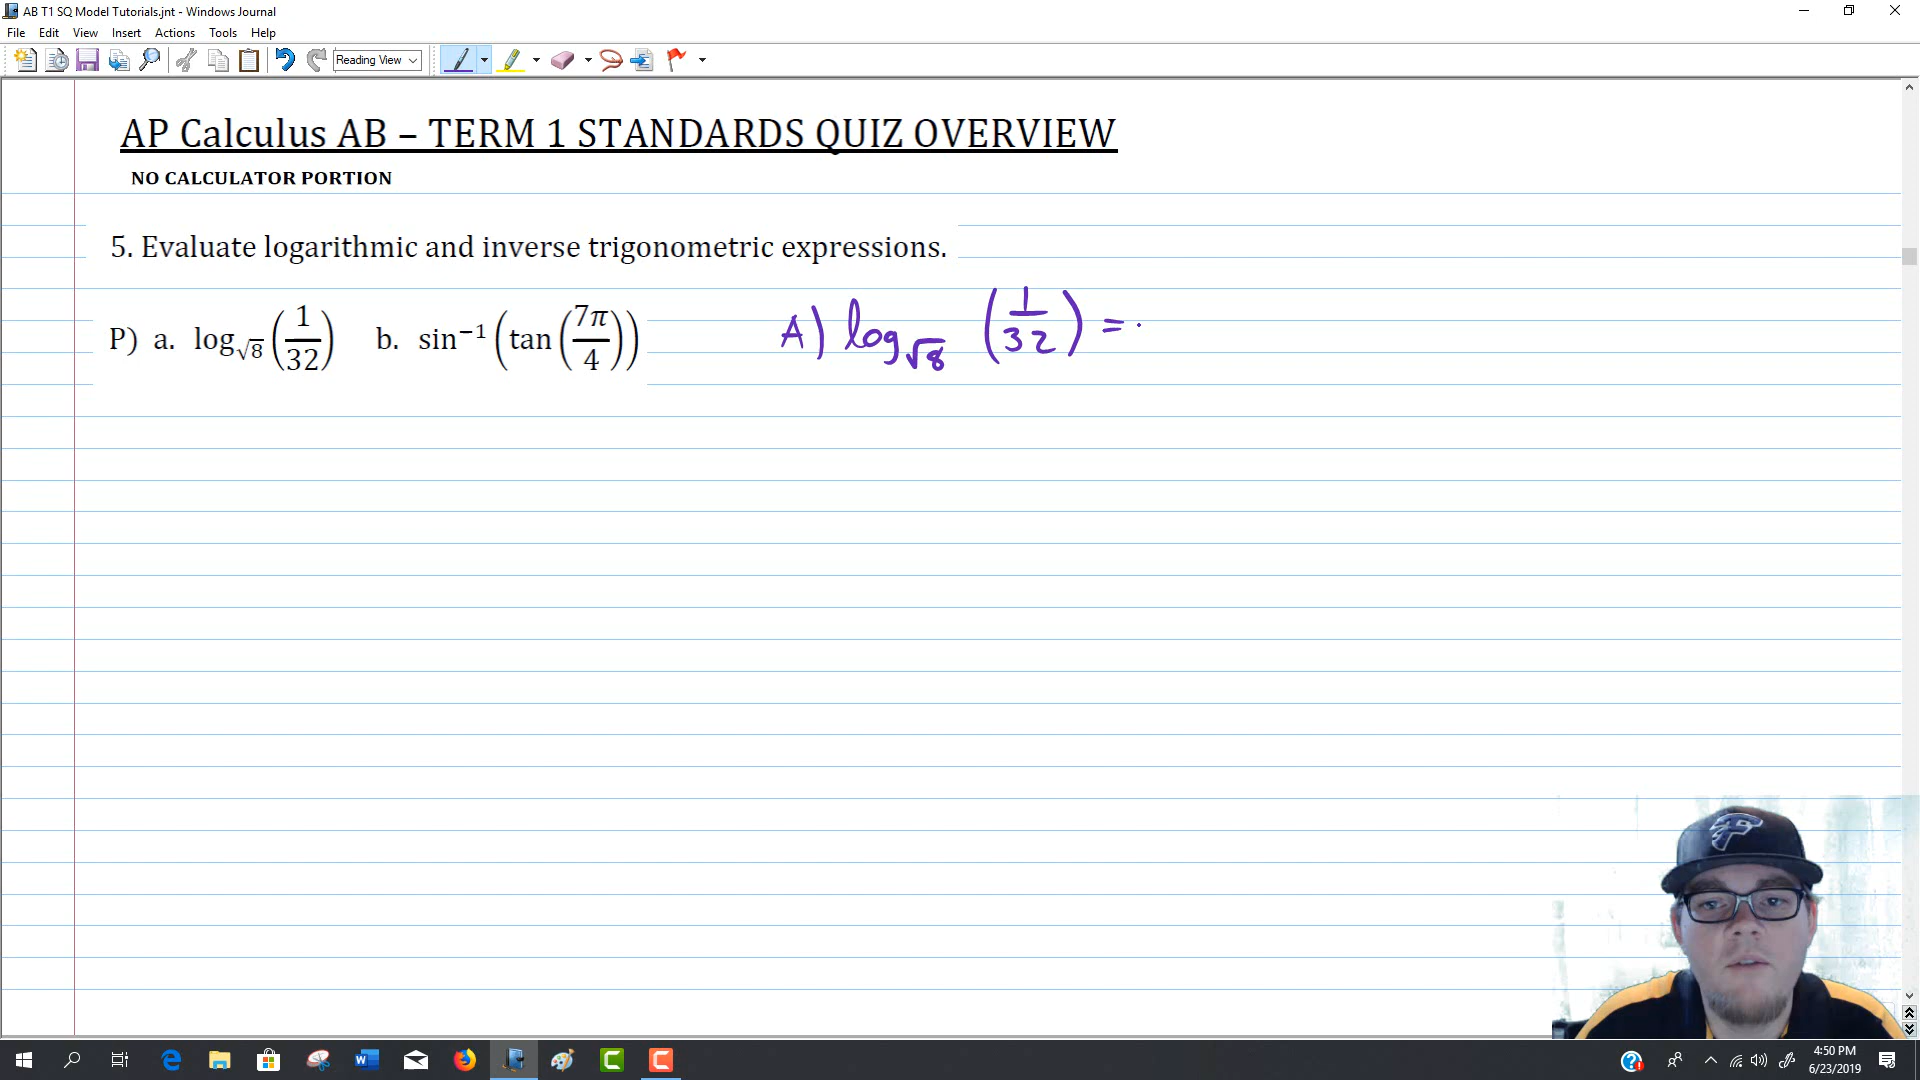 AB T1 SQ Model Tutorials.jnt - Windows Journal
File Edit View Insert Actions Tools Help
Reading View
AP Calculus AB – TERM 1 STANDARDS QUIZ OVERVIEW
NO CALCULATOR PORTION
5. Evaluate logarithmic and inverse trigonometric expressions.
P) a. log_√8 (1/32) b. sin⁻¹ (tan (7π/4))
A) log_√8 (1/32) =
4:50 PM
6/23/2019